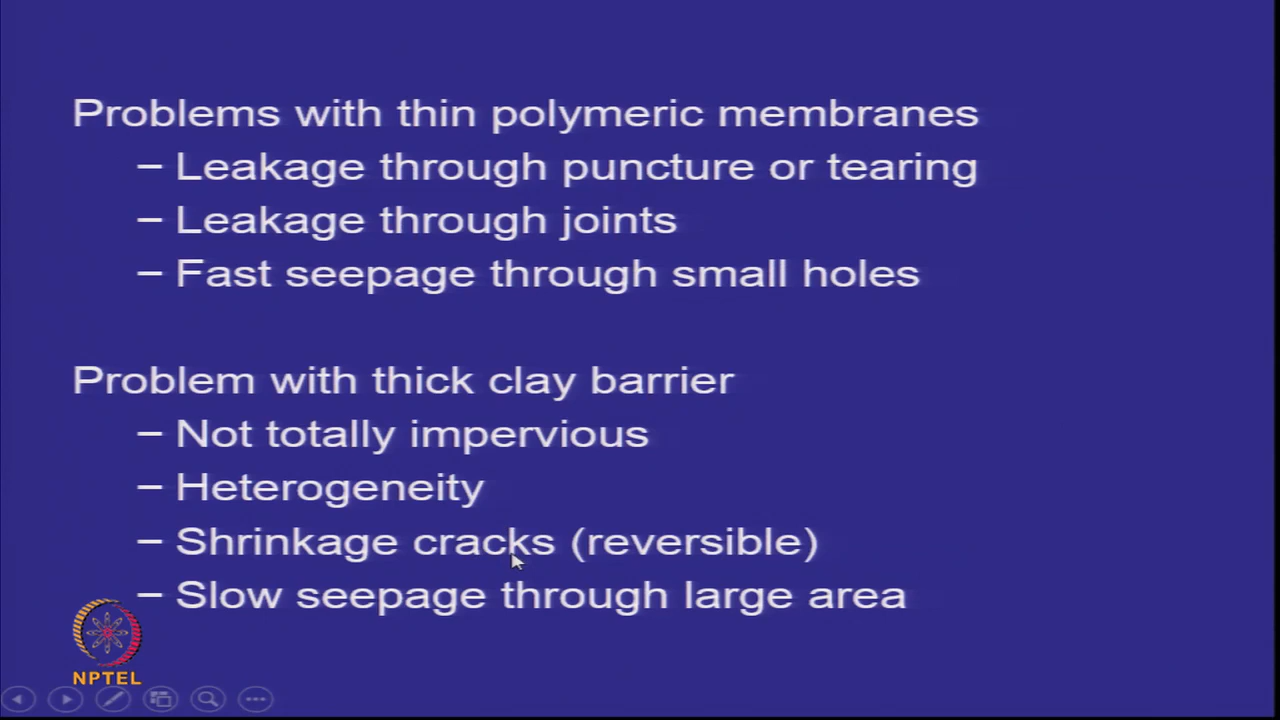 Problems with thin polymeric membranes
– Leakage through puncture or tearing
– Leakage through joints
– Fast seepage through small holes
Problem with thick clay barrier
– Not totally impervious
– Heterogeneity
– Shrinkage cracks (reversible)
– Slow seepage through large area
NPTEL